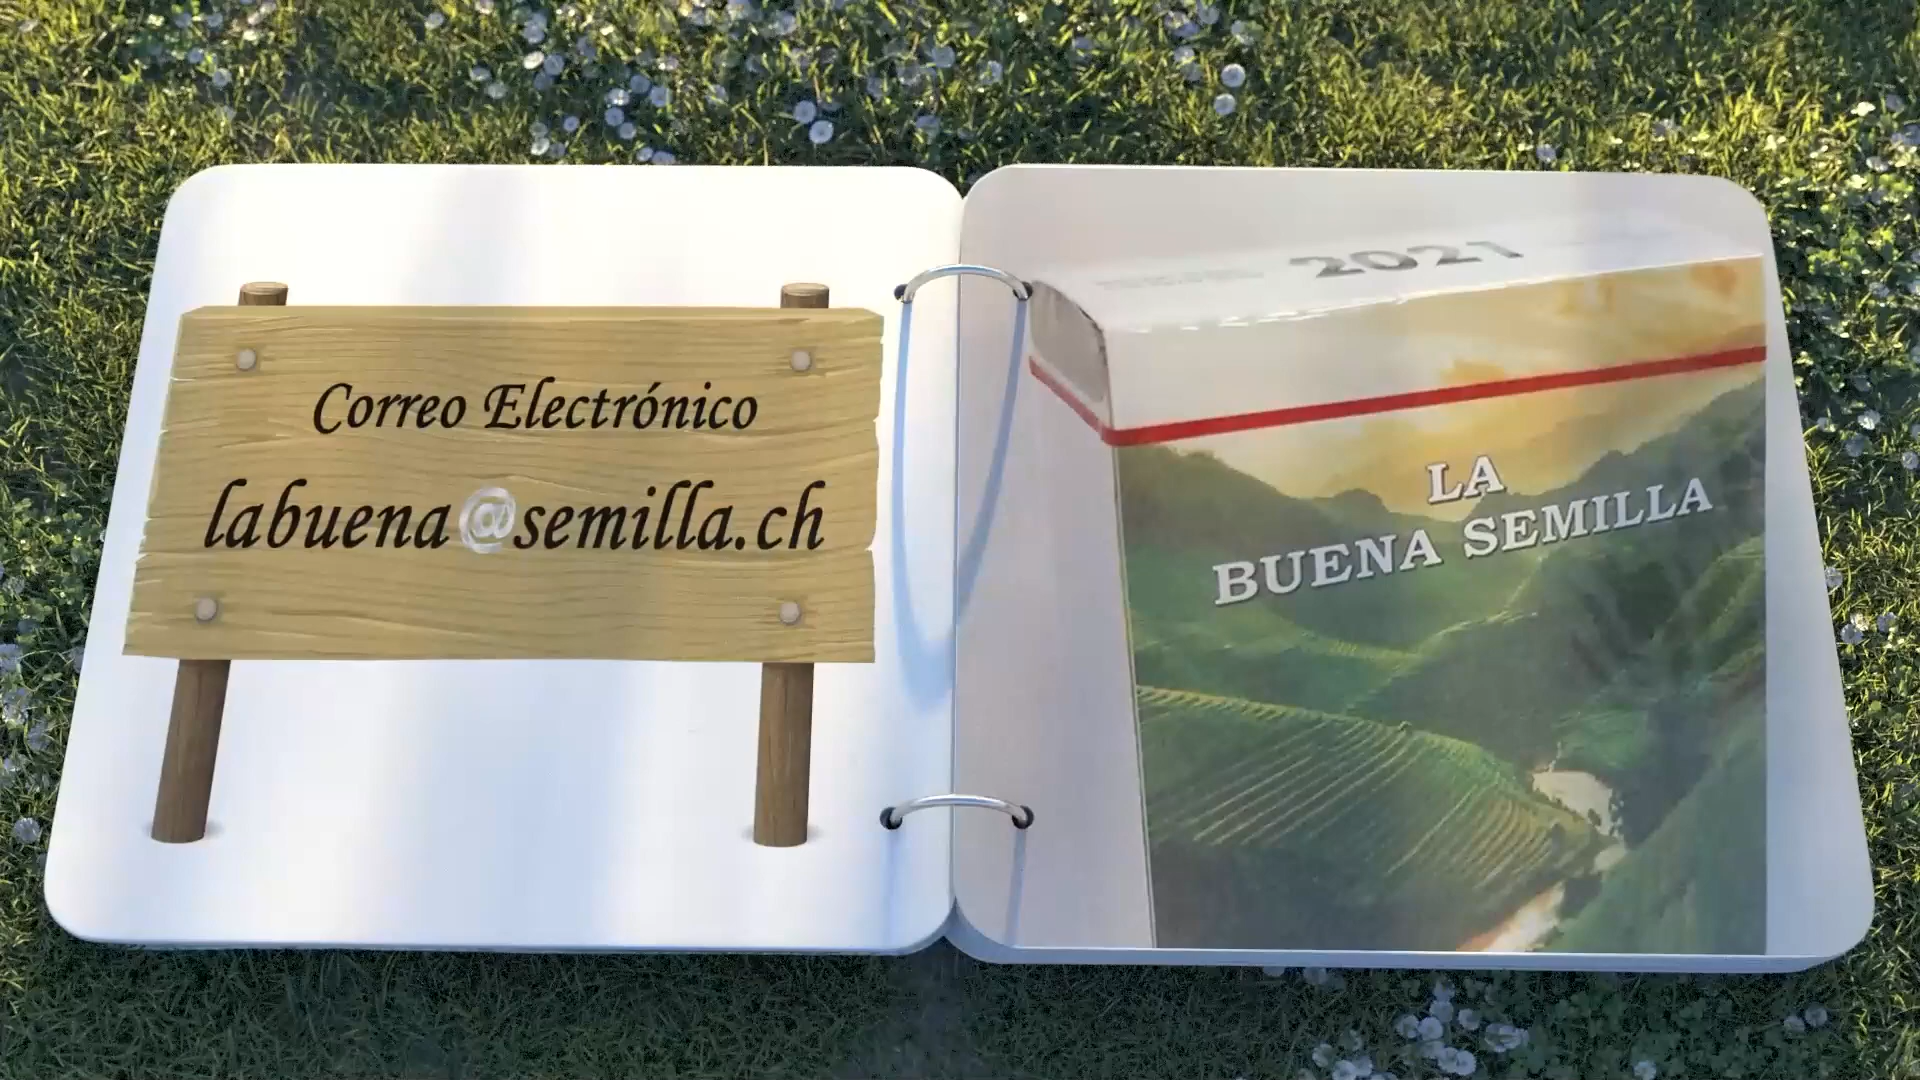 Correo Electrónico
labuena@semilla.ch
2021
LA
BUENA SEMILLA